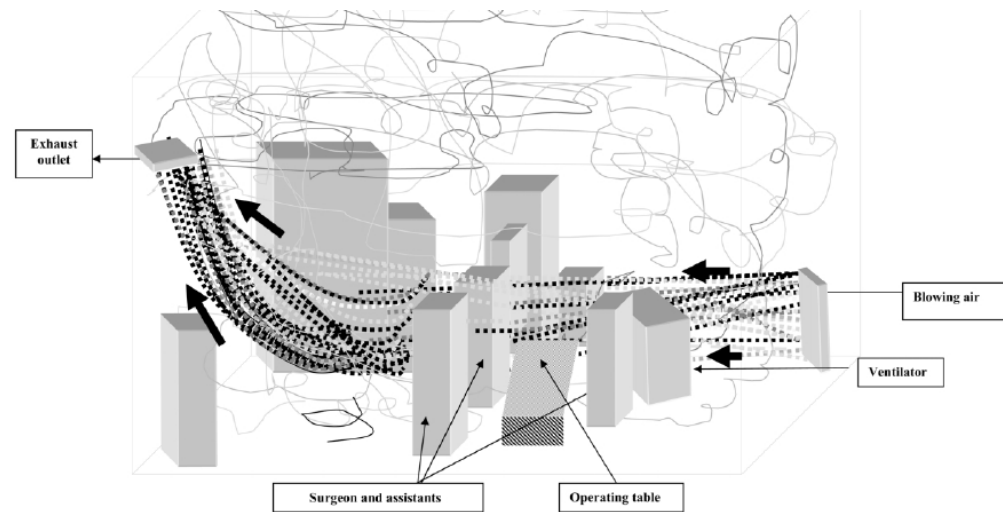 Exhaust
outlet
Blowing air
Ventilator
Surgeon and assistants
Operating table